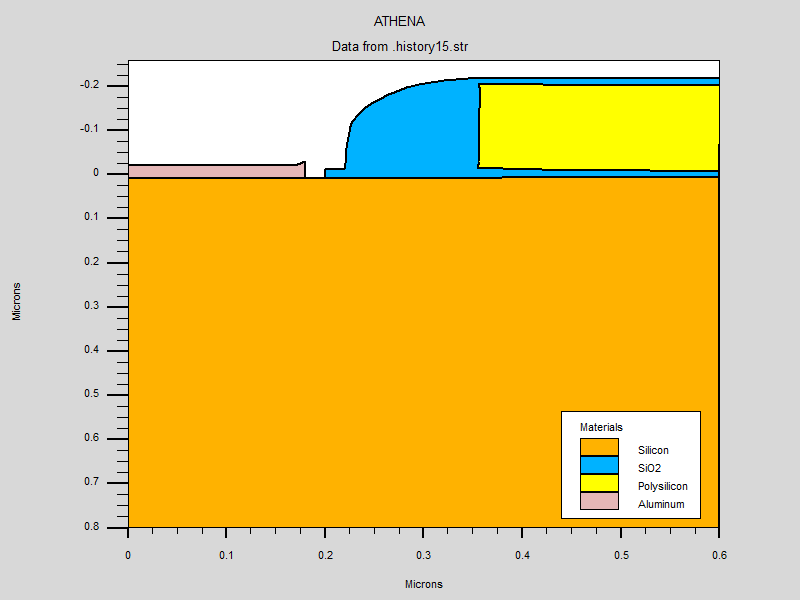 ATHENA
Data from .history15.str
-0.2
-0.1
0
0.1
0.2
0.3
0.4
0.5
0.6
0.7
0.8
Microns
0 0.1 0.2 0.3 0.4 0.5 0.6
Microns
Materials
Silicon
SiO2
Polysilicon
Aluminum